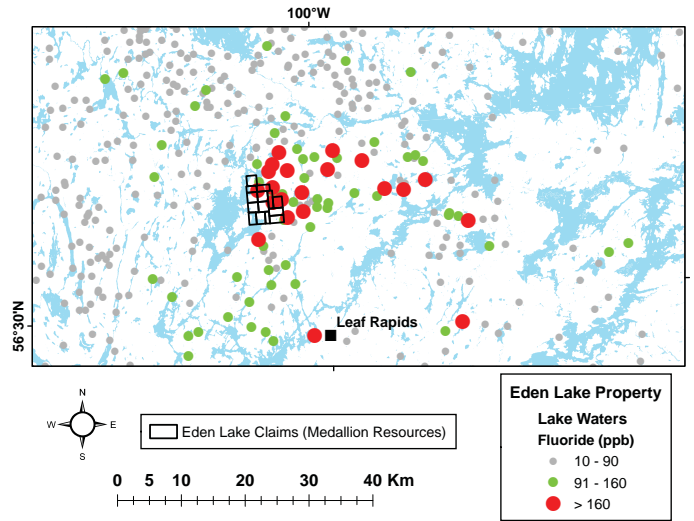 100°W
56°30'N
Leaf Rapids
N
W E
S
Eden Lake Claims (Medallion Resources)
0 5 10 20 30 40 Km
Eden Lake Property
Lake Waters
Fluoride (ppb)
10 - 90
91 - 160
> 160